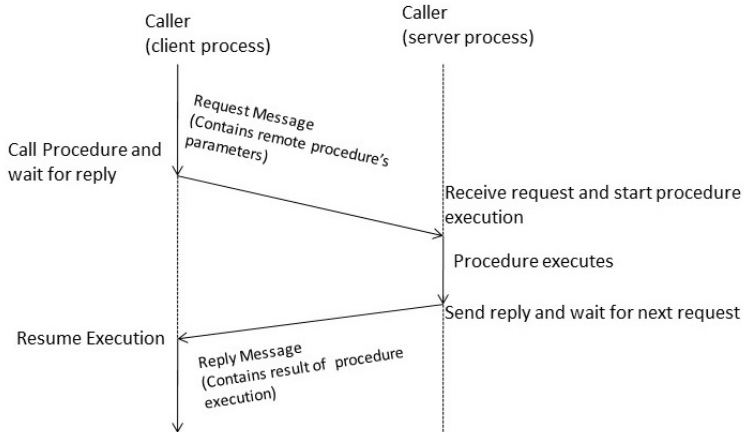 Caller
(client process)
Caller
(server process)
Request Message
(Contains remote procedure's
parameters)
Call Procedure and
wait for reply
Receive request and start procedure
execution
Procedure executes
Send reply and wait for next request
Resume Execution
Reply Message
(Contains result of procedure
execution)